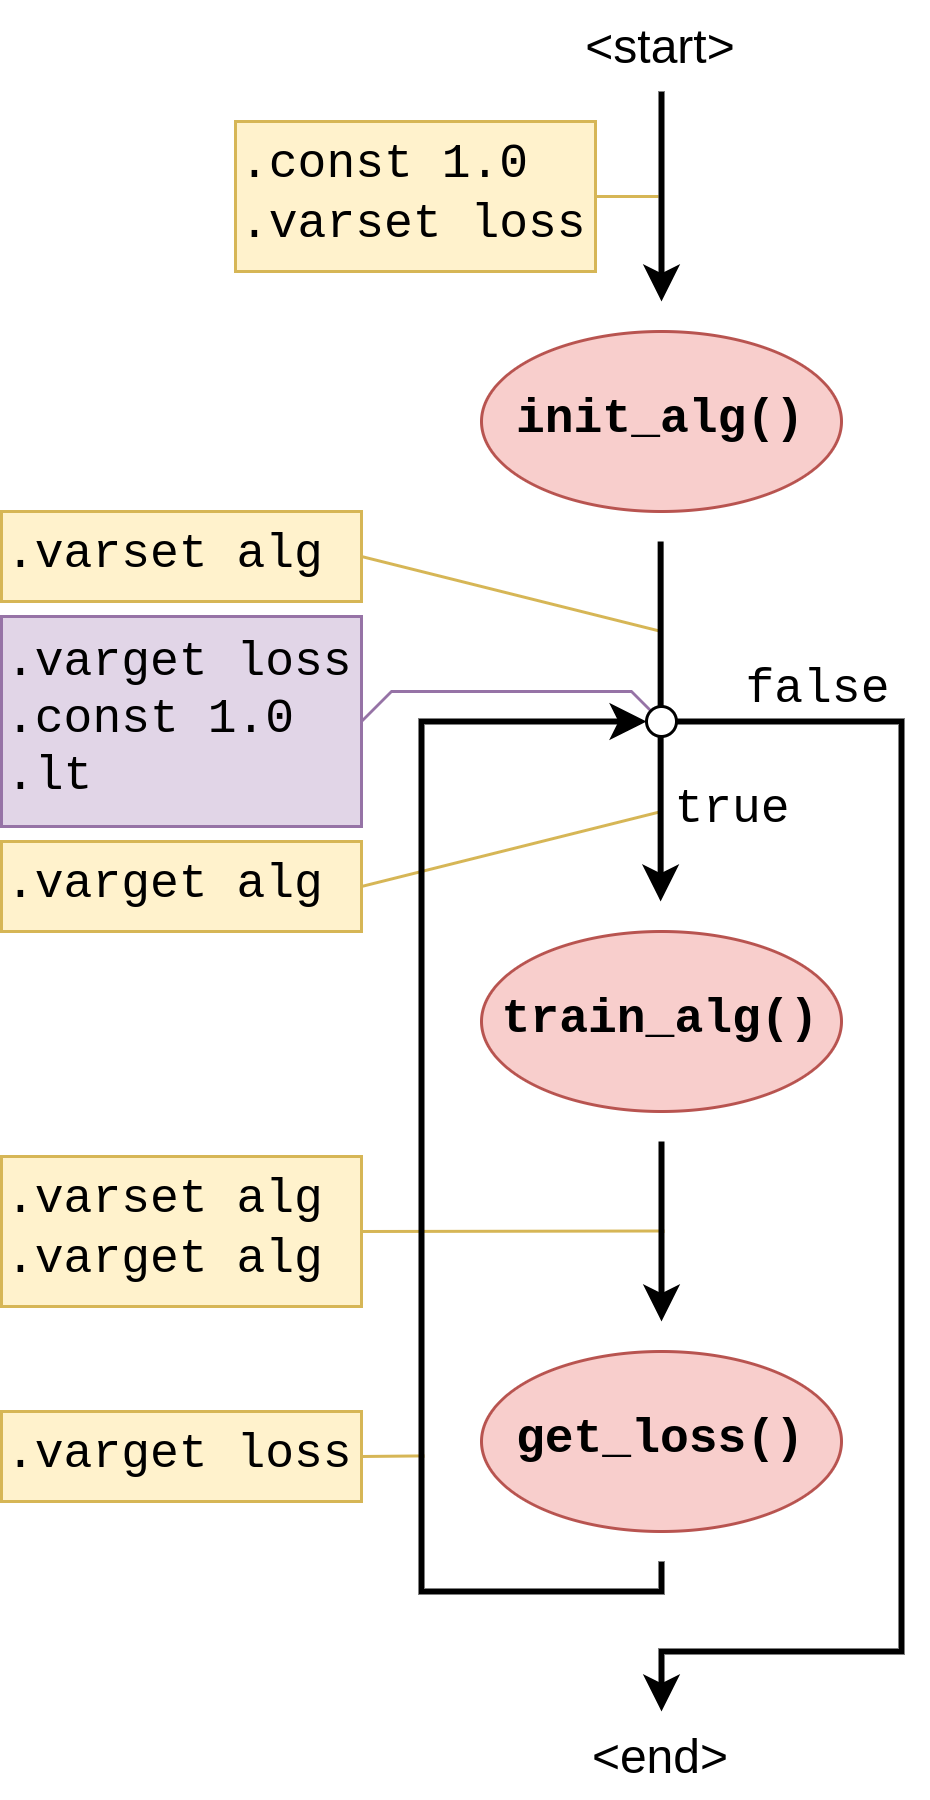 <start>
.const 1.0
.varset loss
init_alg()
.varset alg
.varget loss
.const 1.0
.lt
false
true
.varget alg
train_alg()
.varset alg
.varget alg
get_loss()
.varget loss
<end>